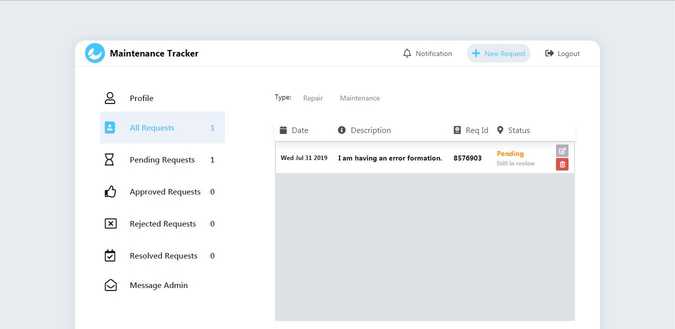 Maintenance Tracker
Notification
New Request
Logout
Profile
All Requests 1
Pending Requests 1
Approved Requests 0
Rejected Requests 0
Resolved Requests 0
Message Admin
Type: Repair Maintenance
Date Description Req Id Status
Wed Jul 31 2019 I am having an error formation. 8576903 Pending
Still in review